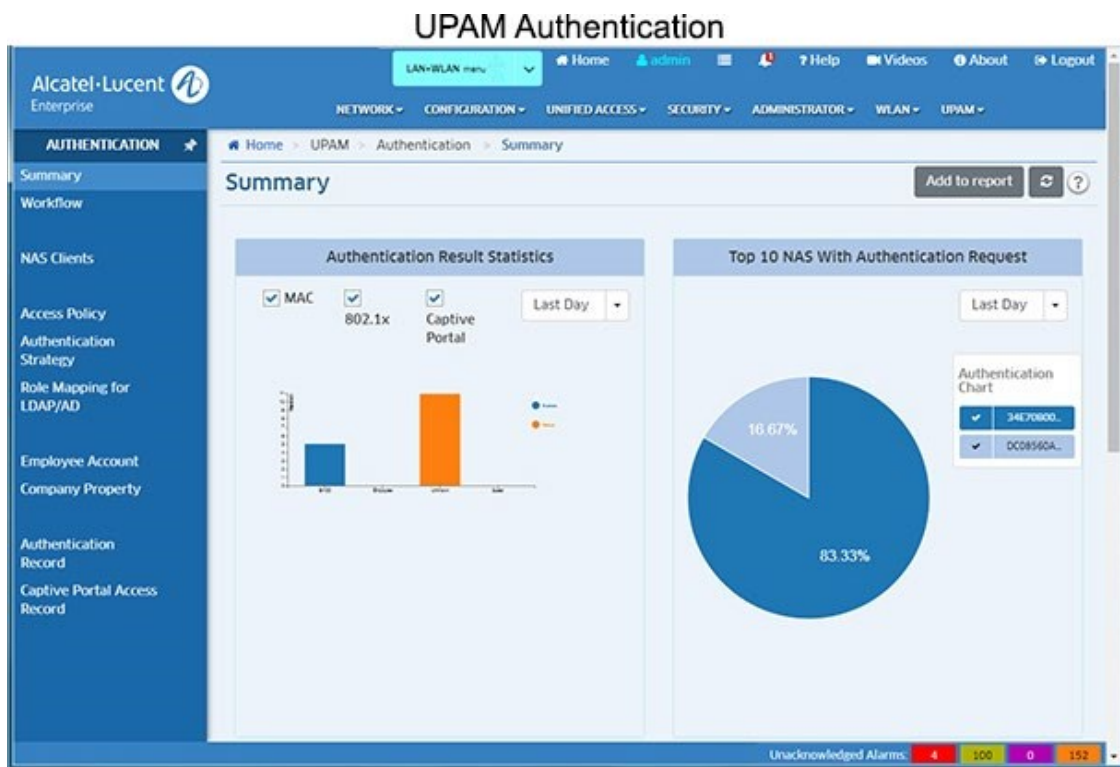 UPAM Authentication
Alcatel·Lucent
Enterprise
LAN+WLAN menu
Home
admin
? Help
Videos
About
Logout
NETWORK
CONFIGURATION
UNIFIED ACCESS
SECURITY
ADMINISTRATOR
WLAN
UPAM
AUTHENTICATION
Home > UPAM > Authentication > Summary
Summary
Workflow
NAS Clients
Access Policy
Authentication
Strategy
Role Mapping for
LDAP/AD
Employee Account
Company Property
Authentication
Record
Captive Portal Access
Record
Summary
Add to report
?
Authentication Result Statistics
MAC
802.1x
Captive
Portal
Last Day
Top 10 NAS With Authentication Request
Last Day
Authentication
Chart
34E70B00..
DC08560A..
16.67%
83.33%
Unacknowledged Alarms: 4 100 0 152